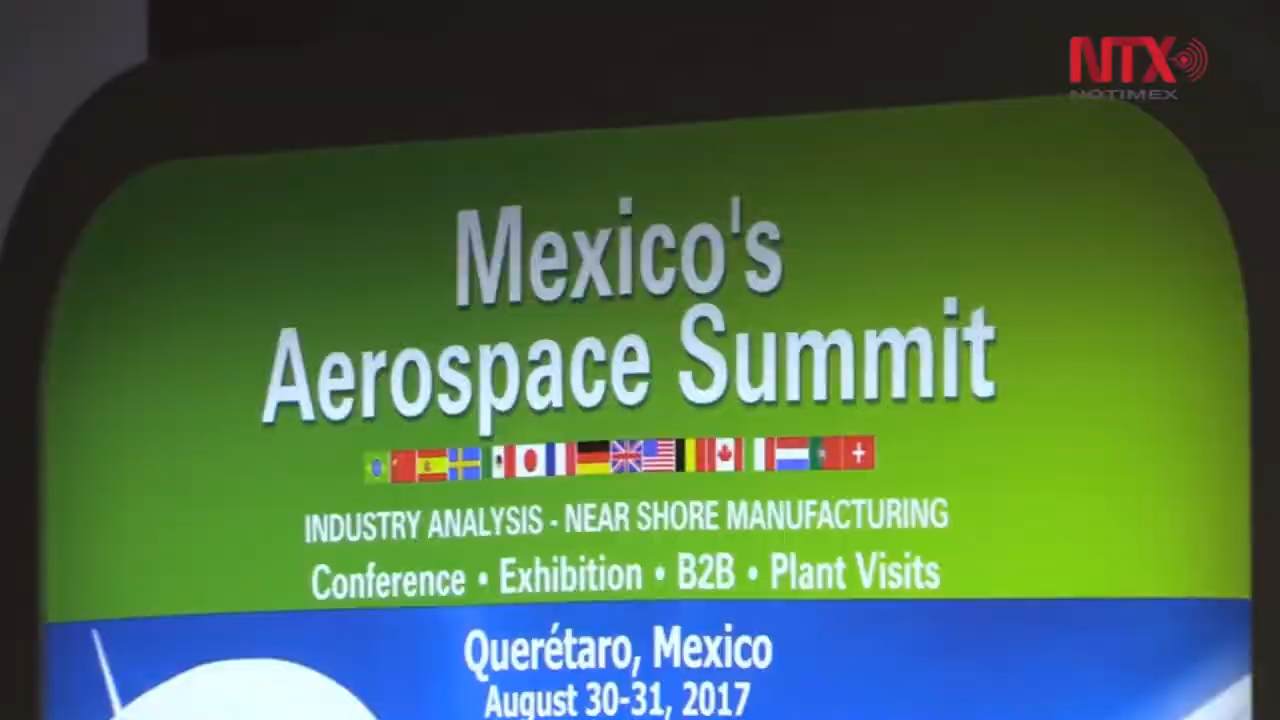 NTX
NOTIMEX
Mexico's
Aerospace Summit
INDUSTRY ANALYSIS - NEAR SHORE MANUFACTURING
Conference • Exhibition • B2B • Plant Visits
Querétaro, Mexico
August 30-31, 2017